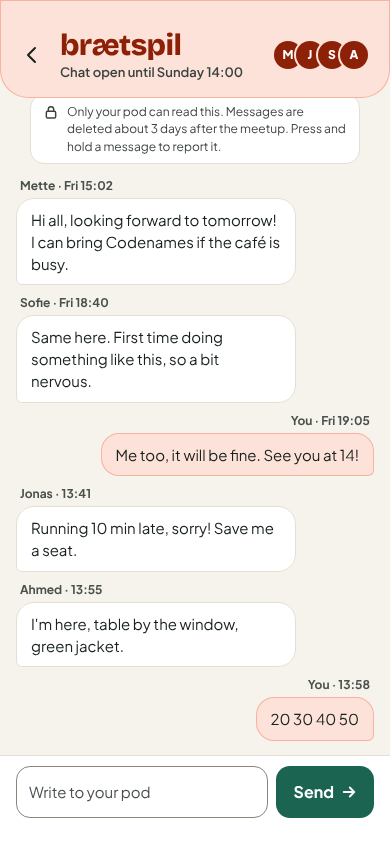 brætspil
Chat open until Sunday 14:00
M J S A
Only your pod can read this. Messages are
deleted about 3 days after the meetup. Press and
hold a message to report it.
Mette · Fri 15:02
Hi all, looking forward to tomorrow!
I can bring Codenames if the café is
busy.
Sofie · Fri 18:40
Same here. First time doing
something like this, so a bit
nervous.
You · Fri 19:05
Me too, it will be fine. See you at 14!
Jonas · 13:41
Running 10 min late, sorry! Save me
a seat.
Ahmed · 13:55
I'm here, table by the window,
green jacket.
You · 13:58
20 30 40 50
Write to your pod
Send →